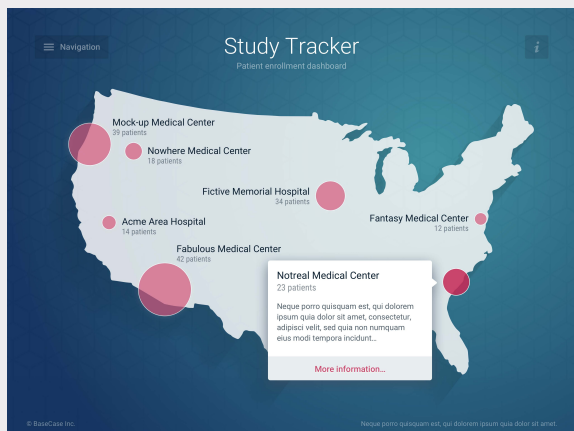 Navigation
Study Tracker
Patient enrollment dashboard
i
Mock-up Medical Center
39 patients
Nowhere Medical Center
18 patients
Fictive Memorial Hospital
34 patients
Acme Area Hospital
14 patients
Fantasy Medical Center
12 patients
Fabulous Medical Center
42 patients
Notreal Medical Center
23 patients
Neque porro quisquam est, qui dolorem
ipsum quia dolor sit amet, consectetur,
adipisci velit, sed quia non numquam
eius modi tempora incidunt...
More information...
© BaseCase Inc.
Neque porro quisquam est, qui dolorem ipsum quia dolor sit amet.